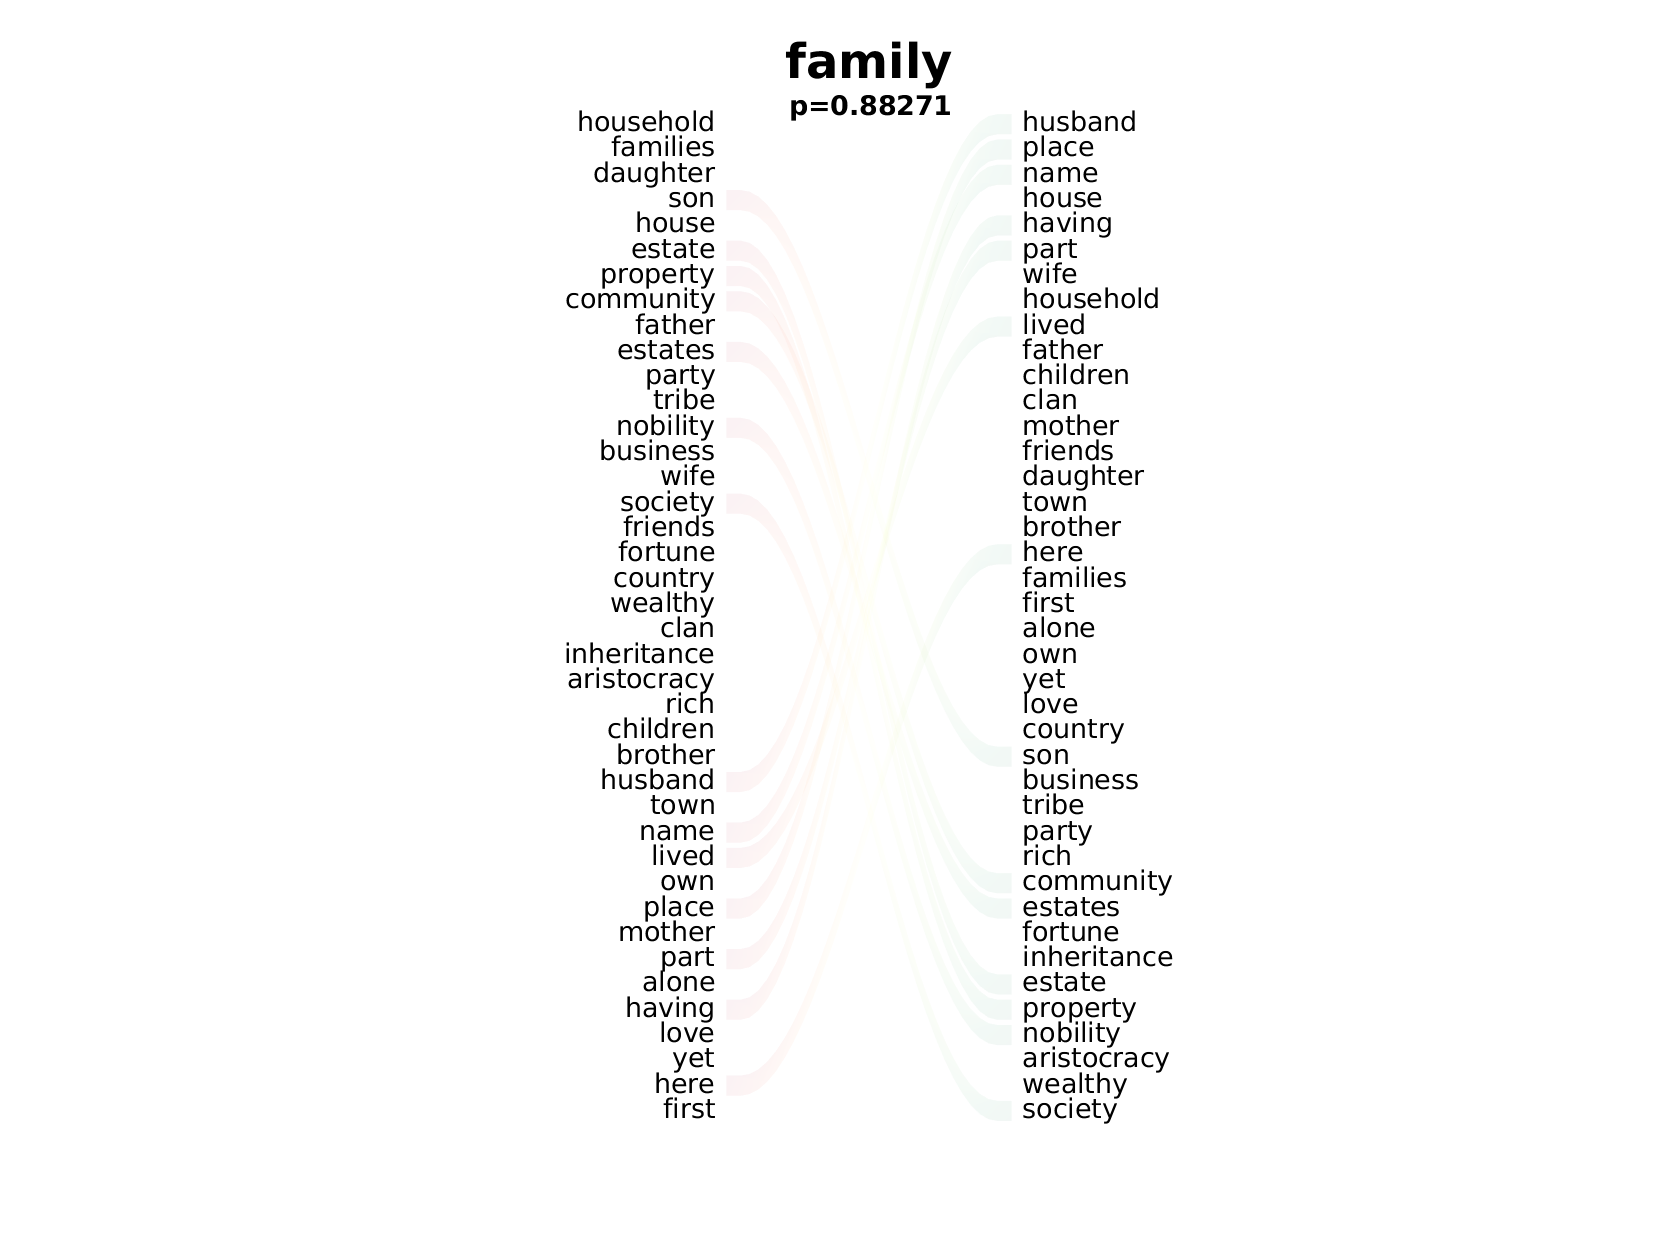 family
p=0.88271
household husband
families place
daughter name
son house
house having
estate part
property wife
community household
father lived
estates father
party children
tribe clan
nobility mother
business friends
wife daughter
society town
friends brother
fortune here
country families
wealthy first
clan alone
inheritance own
aristocracy yet
rich love
children country
brother son
husband business
town tribe
name party
lived rich
own community
place estates
mother fortune
part inheritance
alone estate
having property
love nobility
yet aristocracy
here wealthy
first society